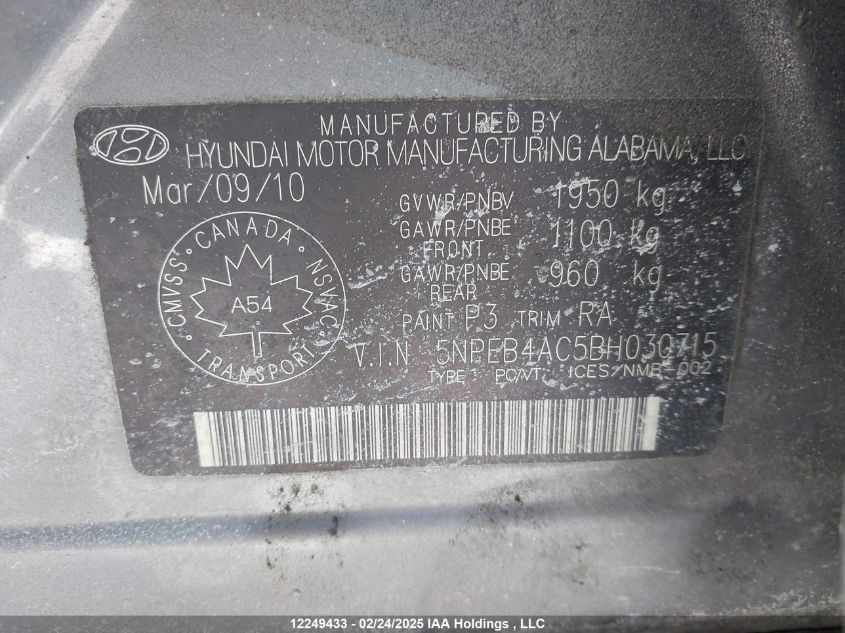 MANUFACTURED BY
HYUNDAI MOTOR MANUFACTURING ALABAMA, LLC
Mar/09/10
GVWR/PNBV 1950 kg
GAWR/PNBE FRONT 1100 kg
GAWR/PNBE REAR 960 kg
PAINT P3 TRIM RA
V.I.N 5NPEB4AC5BH030715
TYPE PC/VT ICES/NMB-002
CMVSS · CANADA · NSVAC
A54
TRANSPORT
12249433 - 02/24/2025 IAA Holdings , LLC